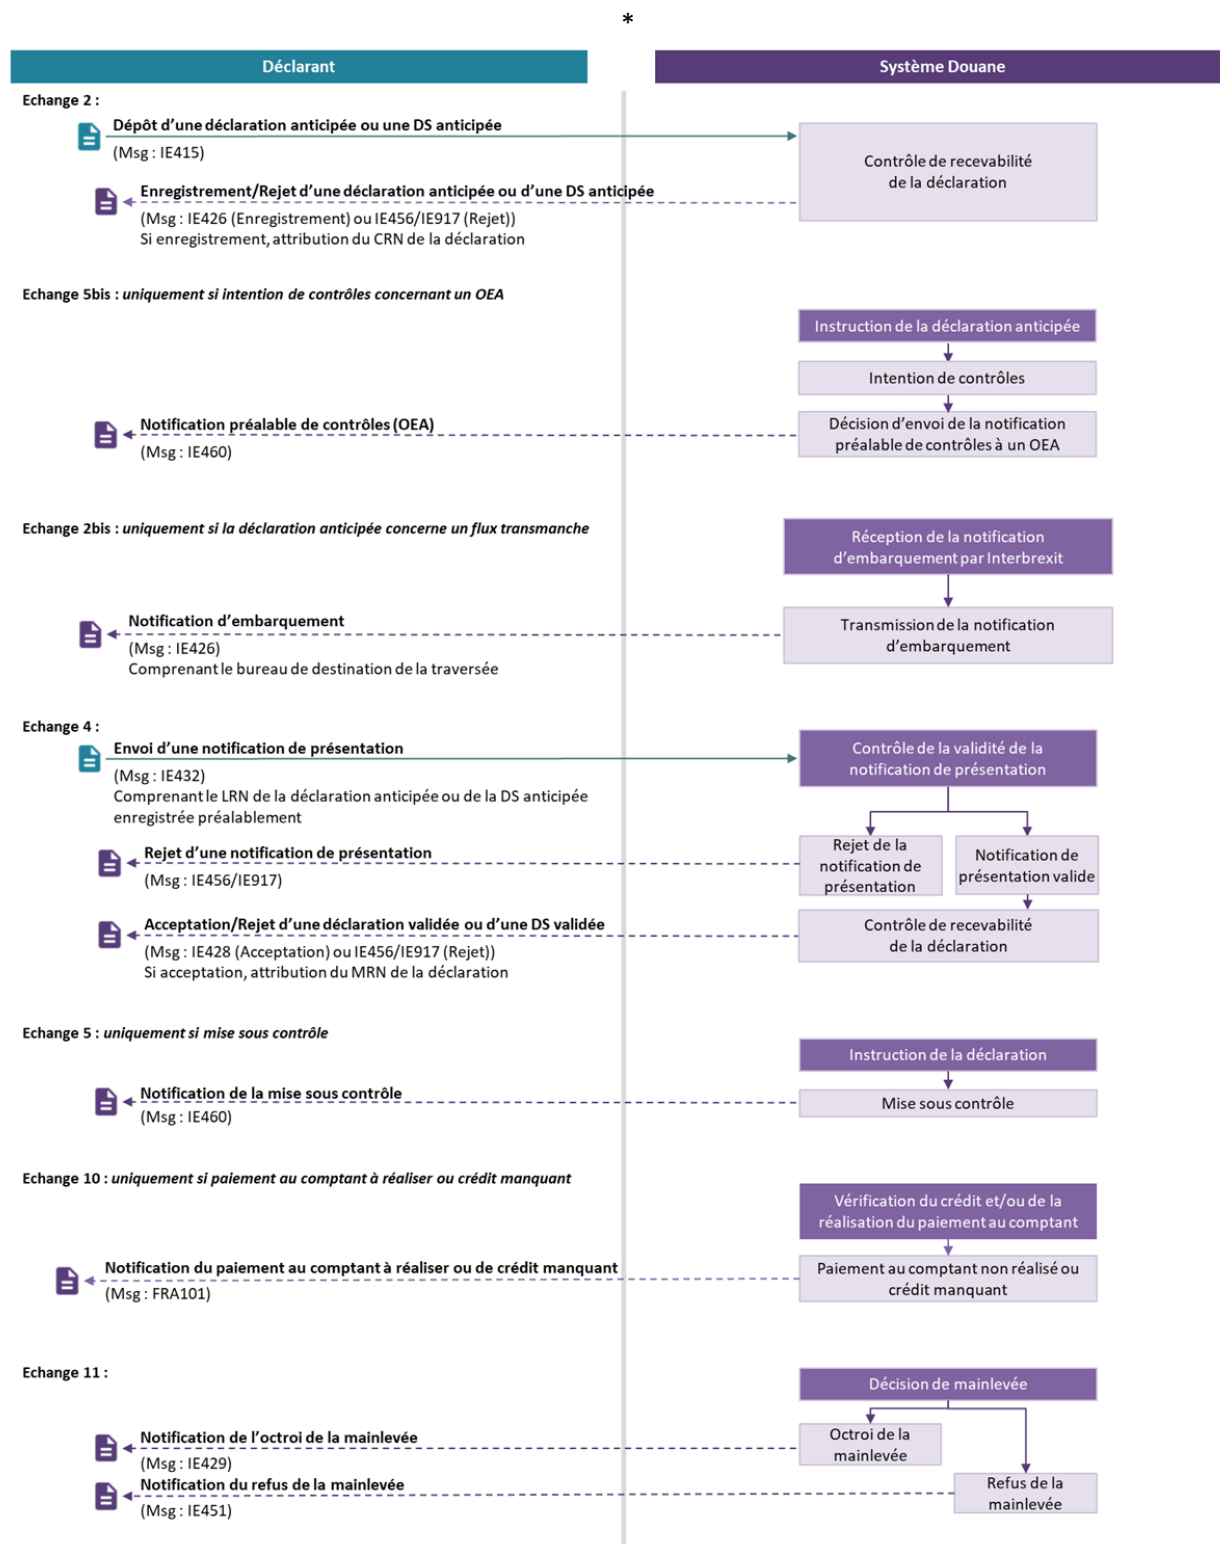 *
Déclarant
Système Douane
Echange 2 :
Dépôt d'une déclaration anticipée ou une DS anticipée
(Msg : IE415)
Contrôle de recevabilité
de la déclaration
Enregistrement/Rejet d'une déclaration anticipée ou d'une DS anticipée
(Msg : IE426 (Enregistrement) ou IE456/IE917 (Rejet))
Si enregistrement, attribution du CRN de la déclaration
Echange 5bis : uniquement si intention de contrôles concernant un OEA
Instruction de la déclaration anticipée
Intention de contrôles
Notification préalable de contrôles (OEA)
(Msg : IE460)
Décision d'envoi de la notification
préalable de contrôles à un OEA
Echange 2bis : uniquement si la déclaration anticipée concerne un flux transmanche
Réception de la notification
d'embarquement par Interbrexit
Notification d'embarquement
(Msg : IE426)
Comprenant le bureau de destination de la traversée
Transmission de la notification
d'embarquement
Echange 4 :
Envoi d'une notification de présentation
(Msg : IE432)
Comprenant le LRN de la déclaration anticipée ou de la DS anticipée
enregistrée préalablement
Contrôle de la validité de la
notification de présentation
Rejet d'une notification de présentation
(Msg : IE456/IE917)
Rejet de la
notification de
présentation
Notification de
présentation valide
Acceptation/Rejet d'une déclaration validée ou d'une DS validée
(Msg : IE428 (Acceptation) ou IE456/IE917 (Rejet))
Si acceptation, attribution du MRN de la déclaration
Contrôle de recevabilité
de la déclaration
Echange 5 : uniquement si mise sous contrôle
Instruction de la déclaration
Notification de la mise sous contrôle
(Msg : IE460)
Mise sous contrôle
Echange 10 : uniquement si paiement au comptant à réaliser ou crédit manquant
Vérification du crédit et/ou de la
réalisation du paiement au comptant
Notification du paiement au comptant à réaliser ou de crédit manquant
(Msg : FRA101)
Paiement au comptant non réalisé ou
crédit manquant
Echange 11 :
Décision de mainlevée
Notification de l'octroi de la mainlevée
(Msg : IE429)
Octroi de la
mainlevée
Notification du refus de la mainlevée
(Msg : IE451)
Refus de la
mainlevée